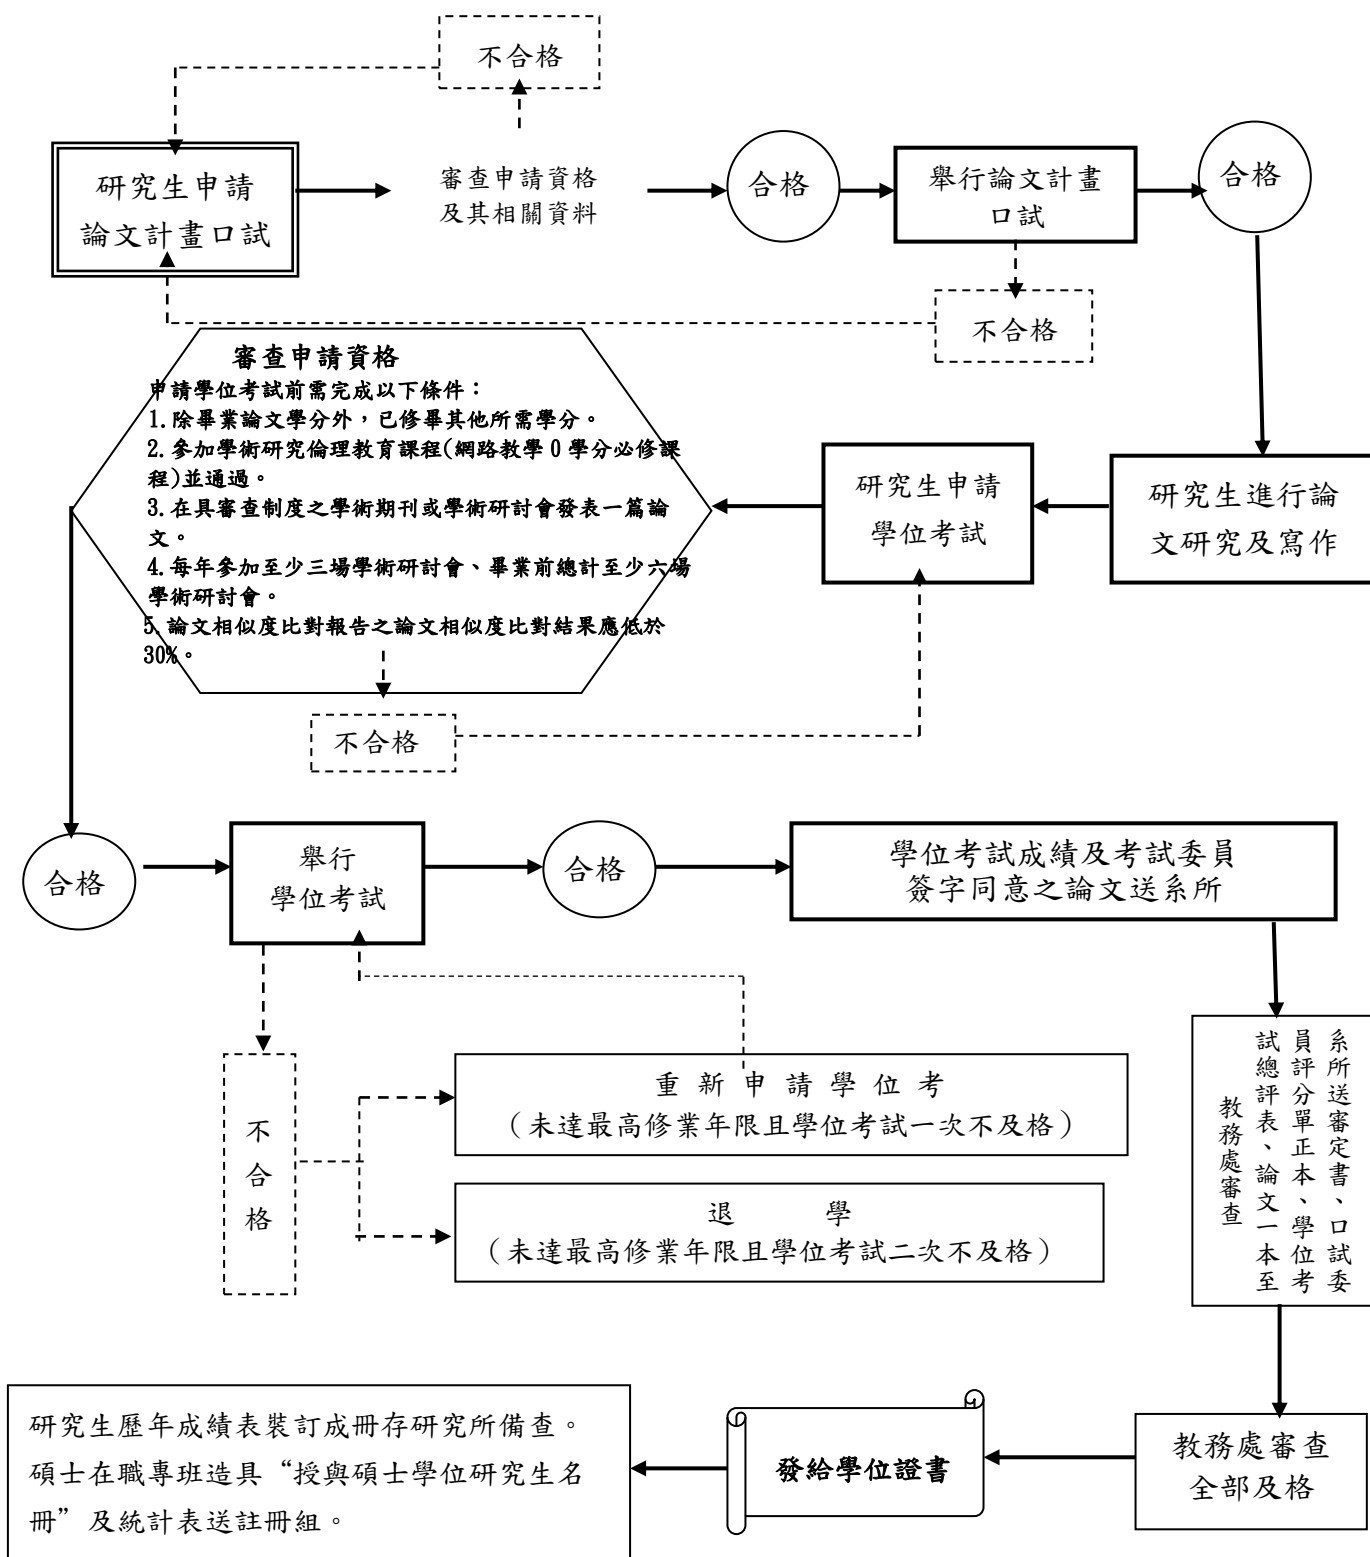 不合格
研究生申請
論文計畫口試
審查申請資格
及其相關資料
合格
舉行論文計畫
口試
合格
不合格
審查申請資格
申請學位考試前需完成以下條件：
1.除畢業論文學分外，已修畢其他所需學分。
2.參加學術研究倫理教育課程(網路教學0學分必修課
程)並通過。
3.在具審查制度之學術期刊或學術研討會發表一篇論
文。
4.每年參加至少三場學術研討會、畢業前總計至少六場
學術研討會。
5.論文相似度比對報告之論文相似度比對結果應低於
30%。
研究生申請
學位考試
研究生進行論
文研究及寫作
不合格
合格
舉行
學位考試
合格
學位考試成績及考試委員
簽字同意之論文送系所
不合格
重新申請學位考
（未達最高修業年限且學位考試一次不及格）
退 學
（未達最高修業年限且學位考試二次不及格）
系所送審定書、口試委
員評分單正本、學位考
試總評表、論文一本至
教務處審查
教務處審查
全部及格
發給學位證書
研究生歷年成績表裝訂成冊存研究所備查。
碩士在職專班造具“授與碩士學位研究生名
冊”及統計表送註冊組。